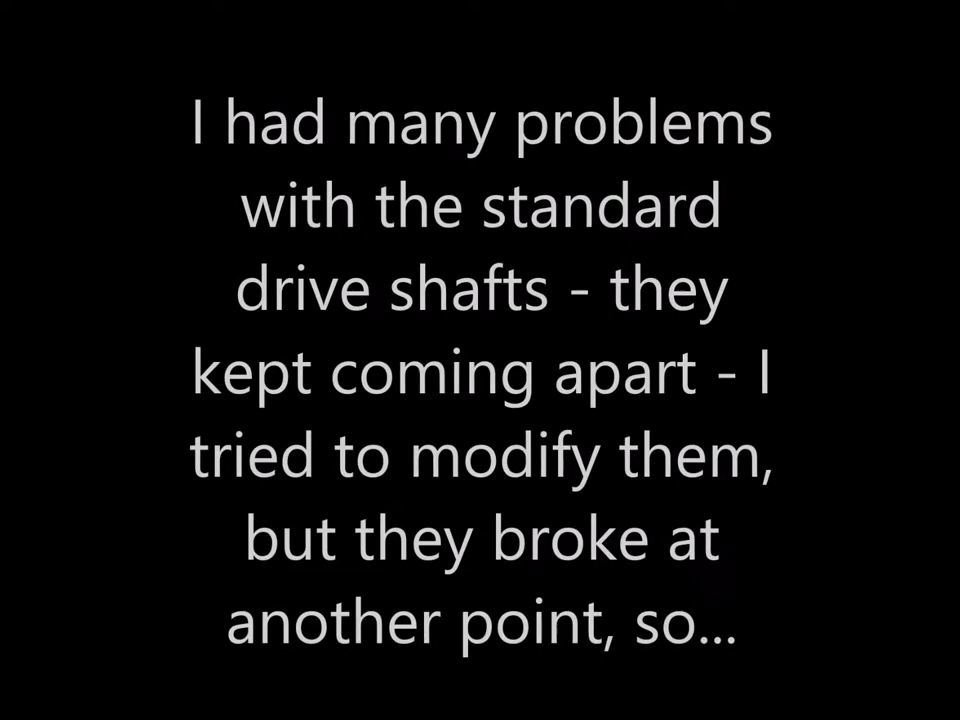 I had many problems
with the standard
drive shafts - they
kept coming apart - I
tried to modify them,
but they broke at
another point, so...